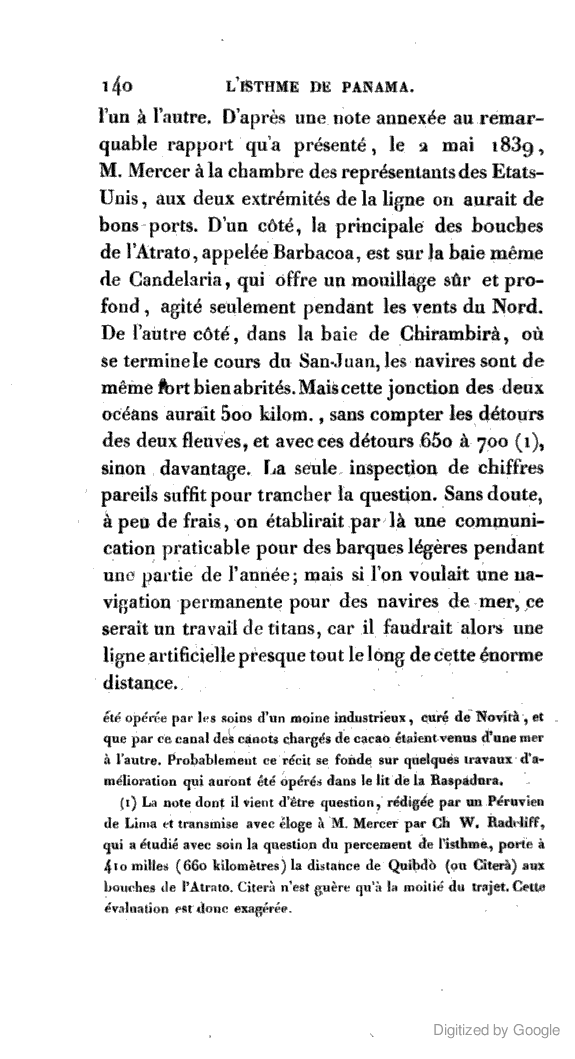 140 L'ISTHME DE PANAMA.
l'un à l'autre. D'après une note annexée au remar-
quable rapport qu'a présenté, le 2 mai 1839,
M. Mercer à la chambre des représentants des Etats-
Unis, aux deux extrémités de la ligne on aurait de
bons ports. D'un côté, la principale des bouches
de l'Atrato, appelée Barbacoa, est sur la baie même
de Candelaria, qui offre un mouillage sûr et pro-
fond, agité seulement pendant les vents du Nord.
De l'autre côté, dans la baie de Chirambirà, où
se termine le cours du San-Juan, les navires sont de
même fort bien abrités. Mais cette jonction des deux
océans aurait 500 kilom., sans compter les détours
des deux fleuves, et avec ces détours 650 à 700 (1),
sinon davantage. La seule inspection de chiffres
pareils suffit pour trancher la question. Sans doute,
à peu de frais, on établirait par là une communi-
cation praticable pour des barques légères pendant
une partie de l'année; mais si l'on voulait une na-
vigation permanente pour des navires de mer, ce
serait un travail de titans, car il faudrait alors une
ligne artificielle presque tout le long de cette énorme
distance.
été opérée par les soins d'un moine industrieux, curé de Novità, et
que par ce canal des canots chargés de cacao étaient venus d'une mer
à l'autre. Probablement ce récit se fonde sur quelques travaux d'a-
mélioration qui auront été opérés dans le lit de la Raspadura.
(1) La note dont il vient d'être question, rédigée par un Péruvien
de Lima et transmise avec éloge à M. Mercer par Ch W. Radcliff,
qui a étudié avec soin la question du percement de l'isthme, porte à
410 milles (660 kilomètres) la distance de Quibdò (ou Citerà) aux
bouches de l'Atrato. Citerà n'est guère qu'à la moitié du trajet. Cette
évaluation est donc exagérée.
Digitized by Google